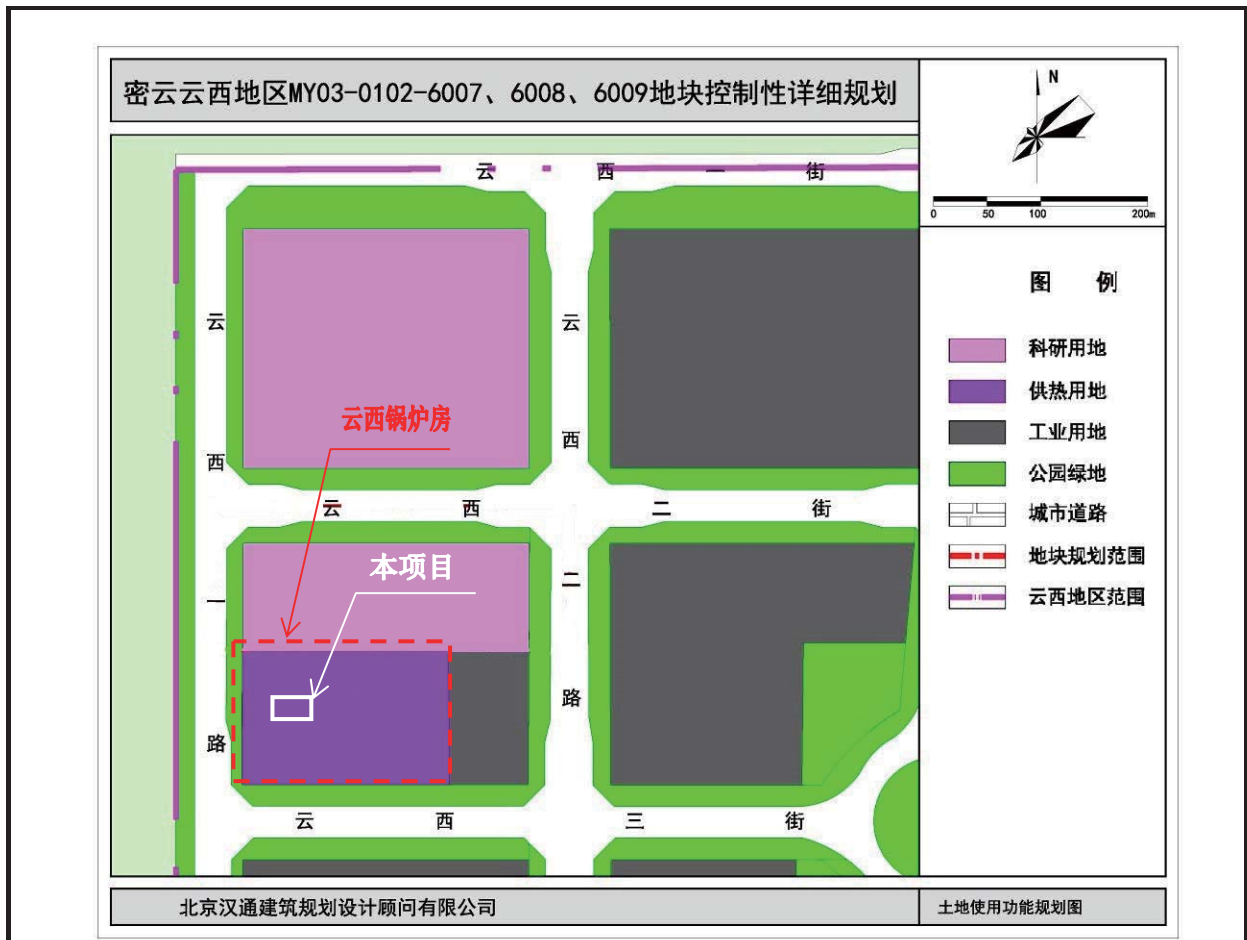 密云云西地区MY03-0102-6007、6008、6009地块控制性详细规划
N
0 50 100 200m
云 西 一 街
云 西 一 路
云 西 二 路
云西锅炉房
云 西 二 街
本项目
云 西 三 街
图 例
科研用地
供热用地
工业用地
公园绿地
城市道路
地块规划范围
云西地区范围
北京汉通建筑规划设计顾问有限公司
土地使用功能规划图